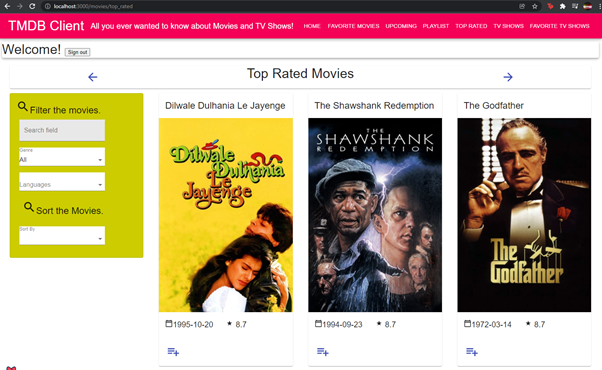 localhost:3000/movies/top_rated
TMDB Client All you ever wanted to know about Movies and TV Shows! HOME FAVORITE MOVIES UPCOMING PLAYLIST TOP RATED TV SHOWS FAVORITE TV SHOWS
Welcome! Sign out
Top Rated Movies
Filter the movies.
Search field
Genre
All
Languages
Sort the Movies.
Sort By
Dilwale Dulhania Le Jayenge
Dilwale
Dulhania
Le
Jayenge
1995-10-20 8.7
The Shawshank Redemption
THE
SHAWSHANK
REDEMPTION
1994-09-23 8.7
The Godfather
The
Godfather
1972-03-14 8.7